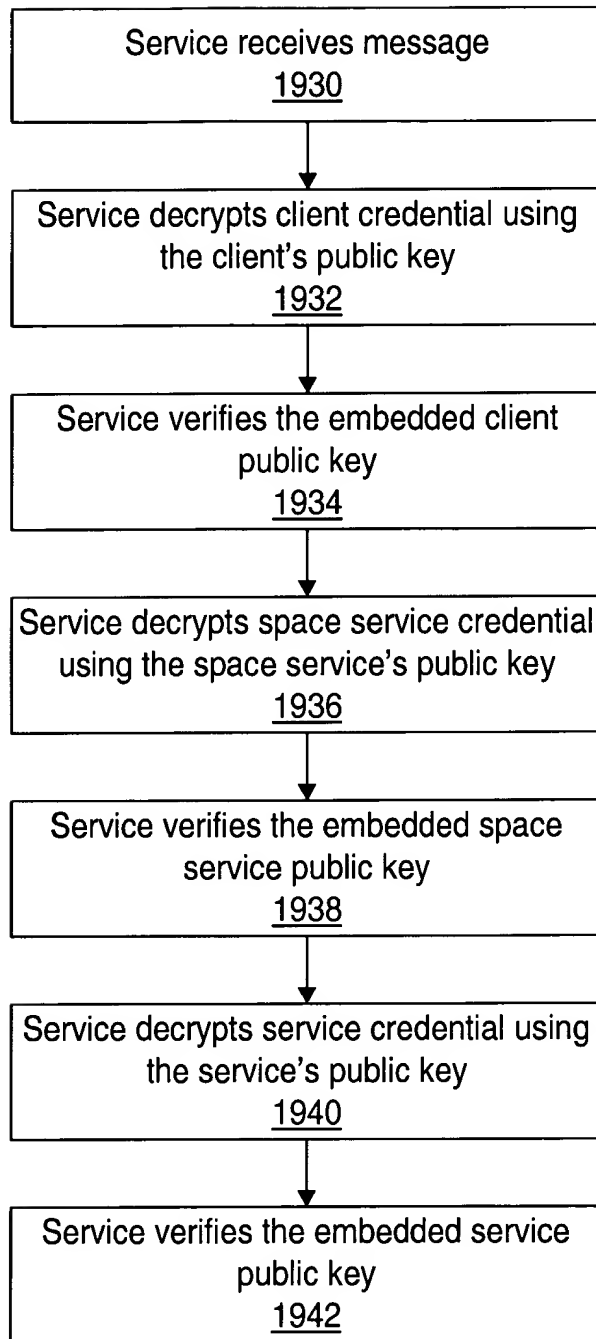 Service receives message
1930
Service decrypts client credential using
the client's public key
1932
Service verifies the embedded client
public key
1934
Service decrypts space service credential
using the space service's public key
1936
Service verifies the embedded space
service public key
1938
Service decrypts service credential using
the service's public key
1940
Service verifies the embedded service
public key
1942